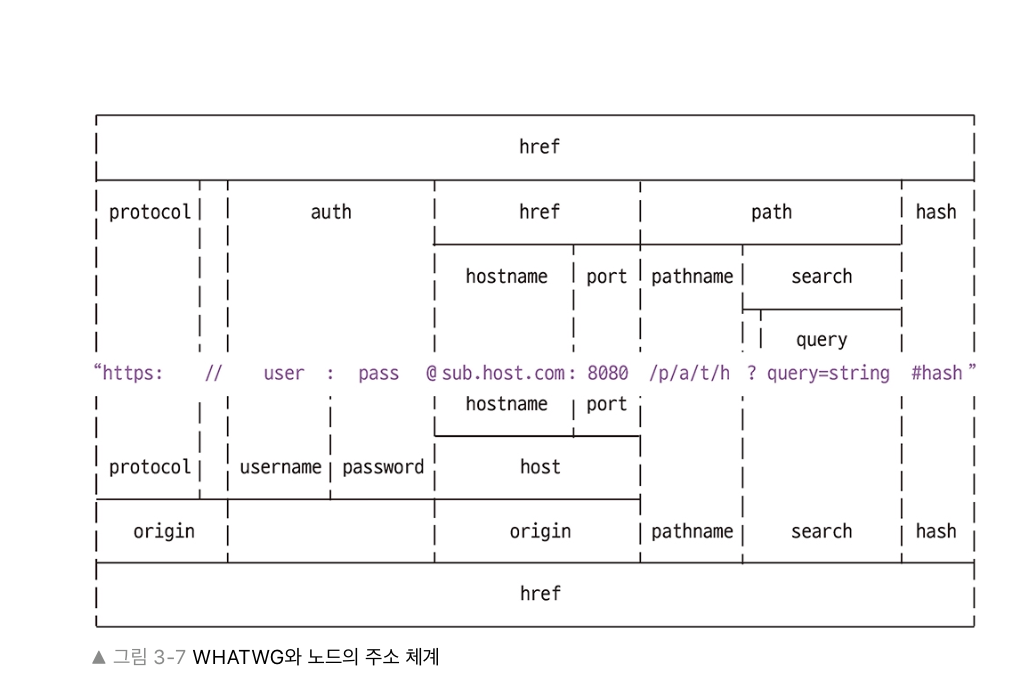 href
protocol auth href path hash
hostname port pathname search
query
“https: // user : pass @ sub.host.com : 8080 /p/a/t/h ? query=string #hash ”
hostname port
protocol username password host
origin origin pathname search hash
href
▲ 그림 3-7 WHATWG와 노드의 주소 체계